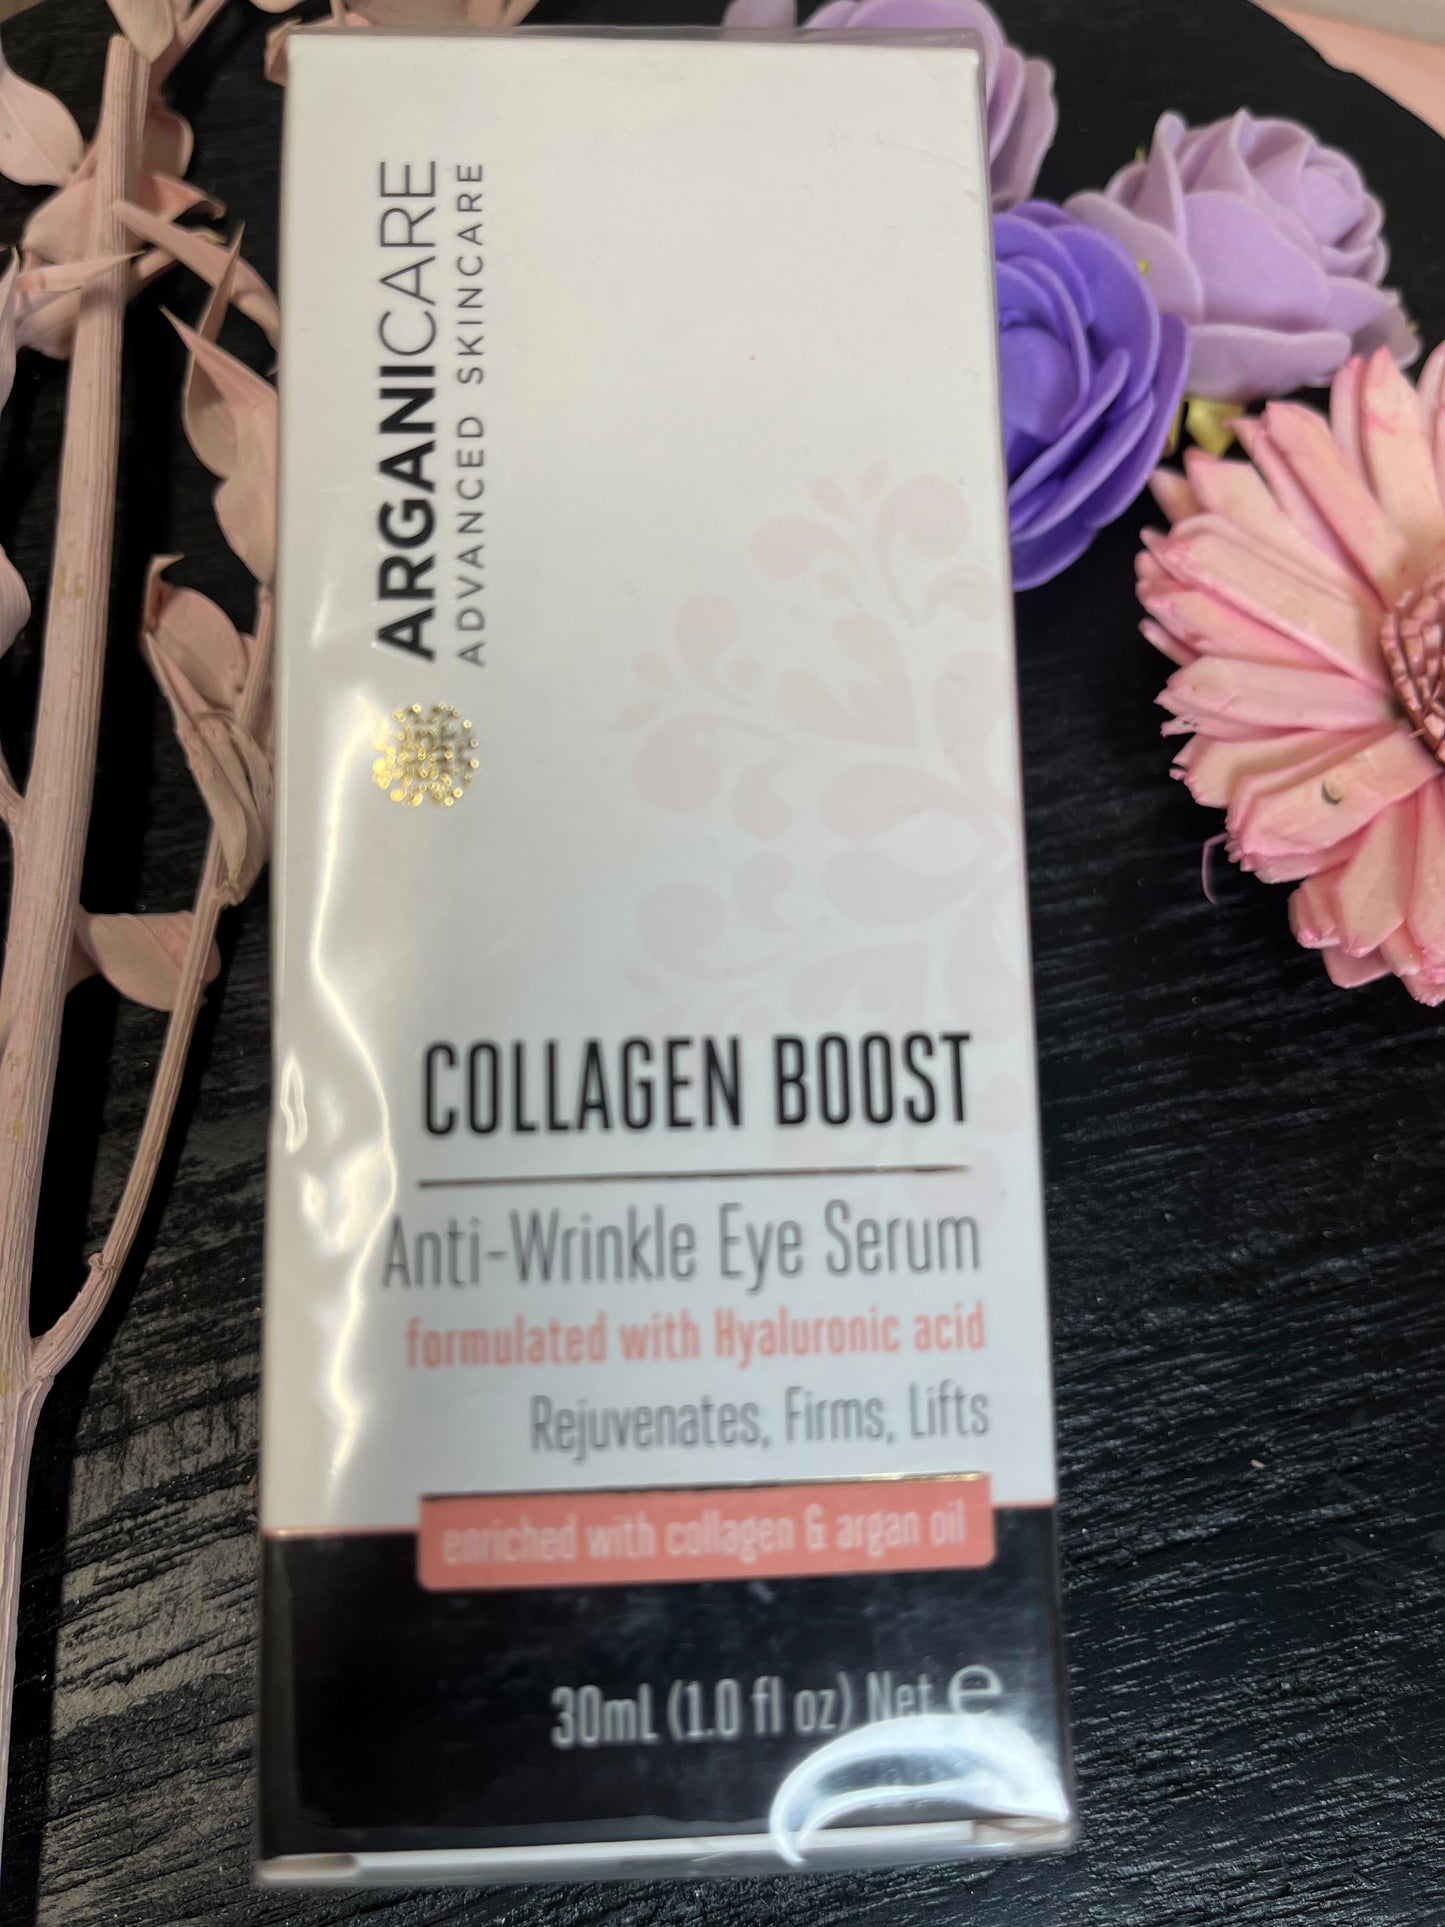 ARGANICARE
ADVANCED SKINCARE
COLLAGEN BOOST
Anti-Wrinkle Eye Serum
formulated with Hyaluronic acid
Rejuvenates, Firms, Lifts
enriched with collagen & argan oil
30mL (1.0 fl oz) Net e